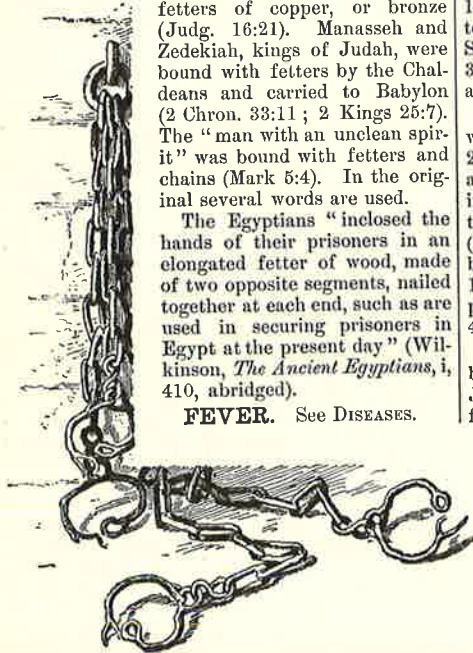 fetters of copper, or bronze
(Judg. 16:21). Manasseh and
Zedekiah, kings of Judah, were
bound with fetters by the Chal-
deans and carried to Babylon
(2 Chron. 33:11 ; 2 Kings 25:7).
The “man with an unclean spir-
it” was bound with fetters and
chains (Mark 5:4). In the orig-
inal several words are used.
The Egyptians “inclosed the
hands of their prisoners in an
elongated fetter of wood, made
of two opposite segments, nailed
together at each end, such as are
used in securing prisoners in
Egypt at the present day” (Wil-
kinson, The Ancient Egyptians, i,
410, abridged).
FEVER. See DISEASES.